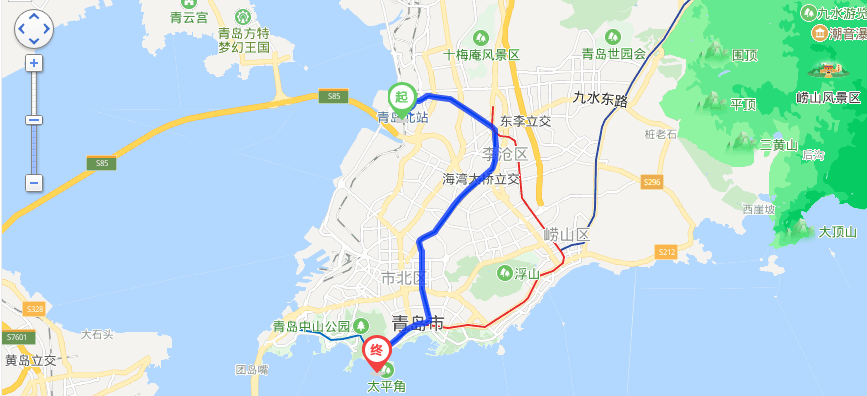 青云宫
青岛方特
梦幻王国
十梅庵风景区
青岛世园会
九水游览
潮音瀑
围顶
崂山风景区
九水东路
平顶
S85
起
青岛北站
东李立交
桩老石
三黄山
后沟
李沧区
S85
海湾大桥立交
S296
西崖坡
大顶山
崂山区
S212
市北区
浮山
S328
青岛中山公园
青岛市
大石头
S7601
黄岛立交
终
团岛嘴
太平角